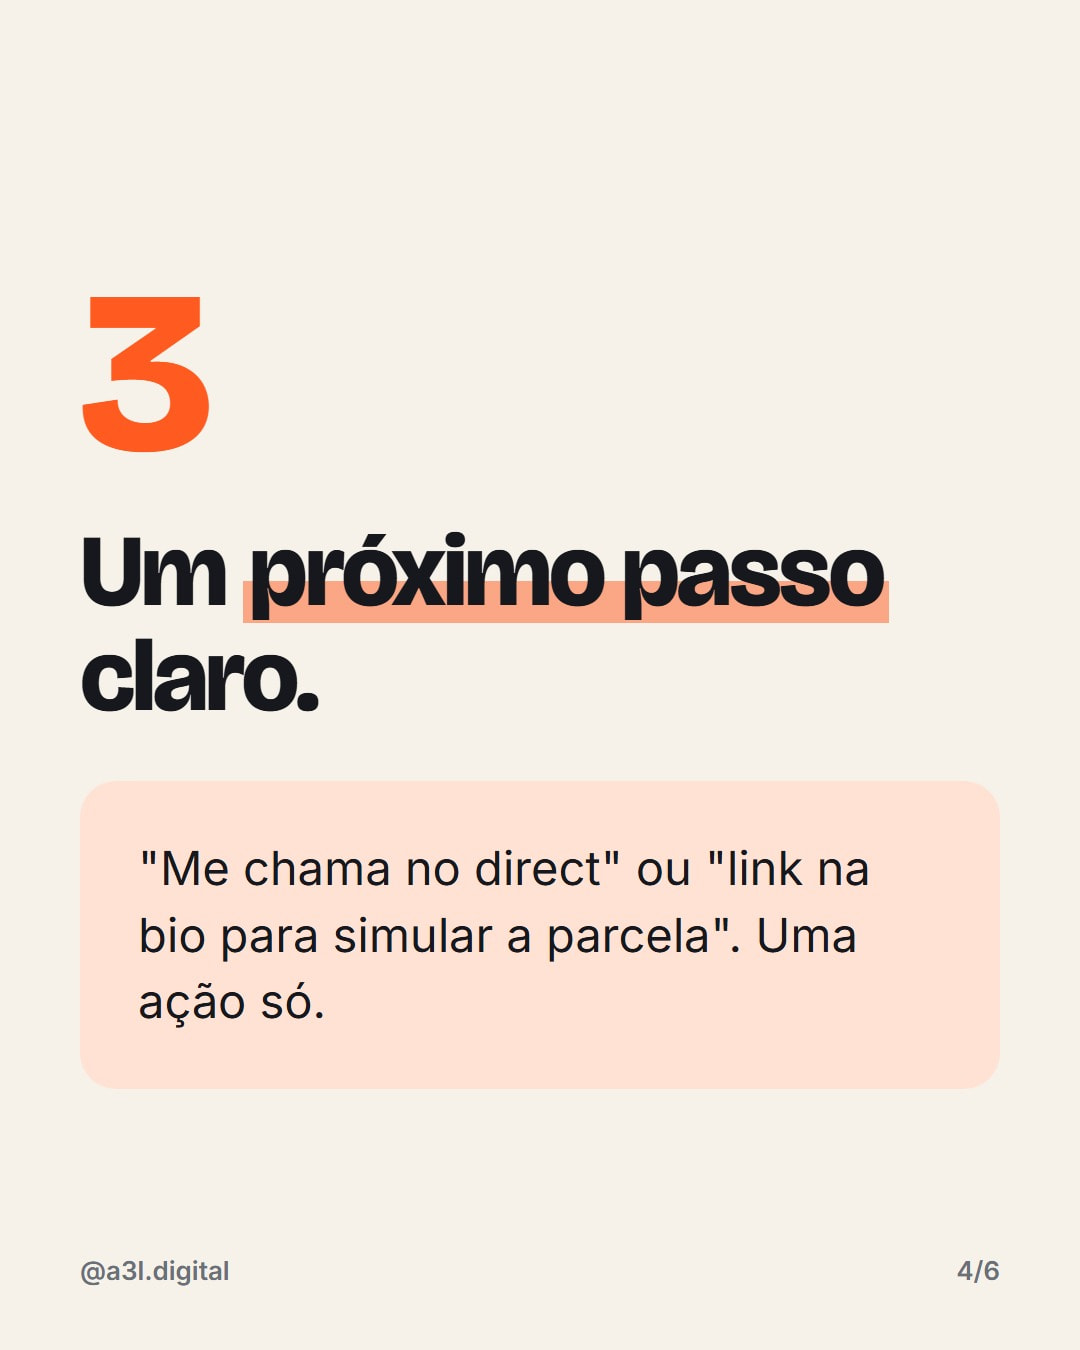 3
Um próximo passo
claro.
"Me chama no direct" ou "link na
bio para simular a parcela". Uma
ação só.
@a3l.digital
4/6